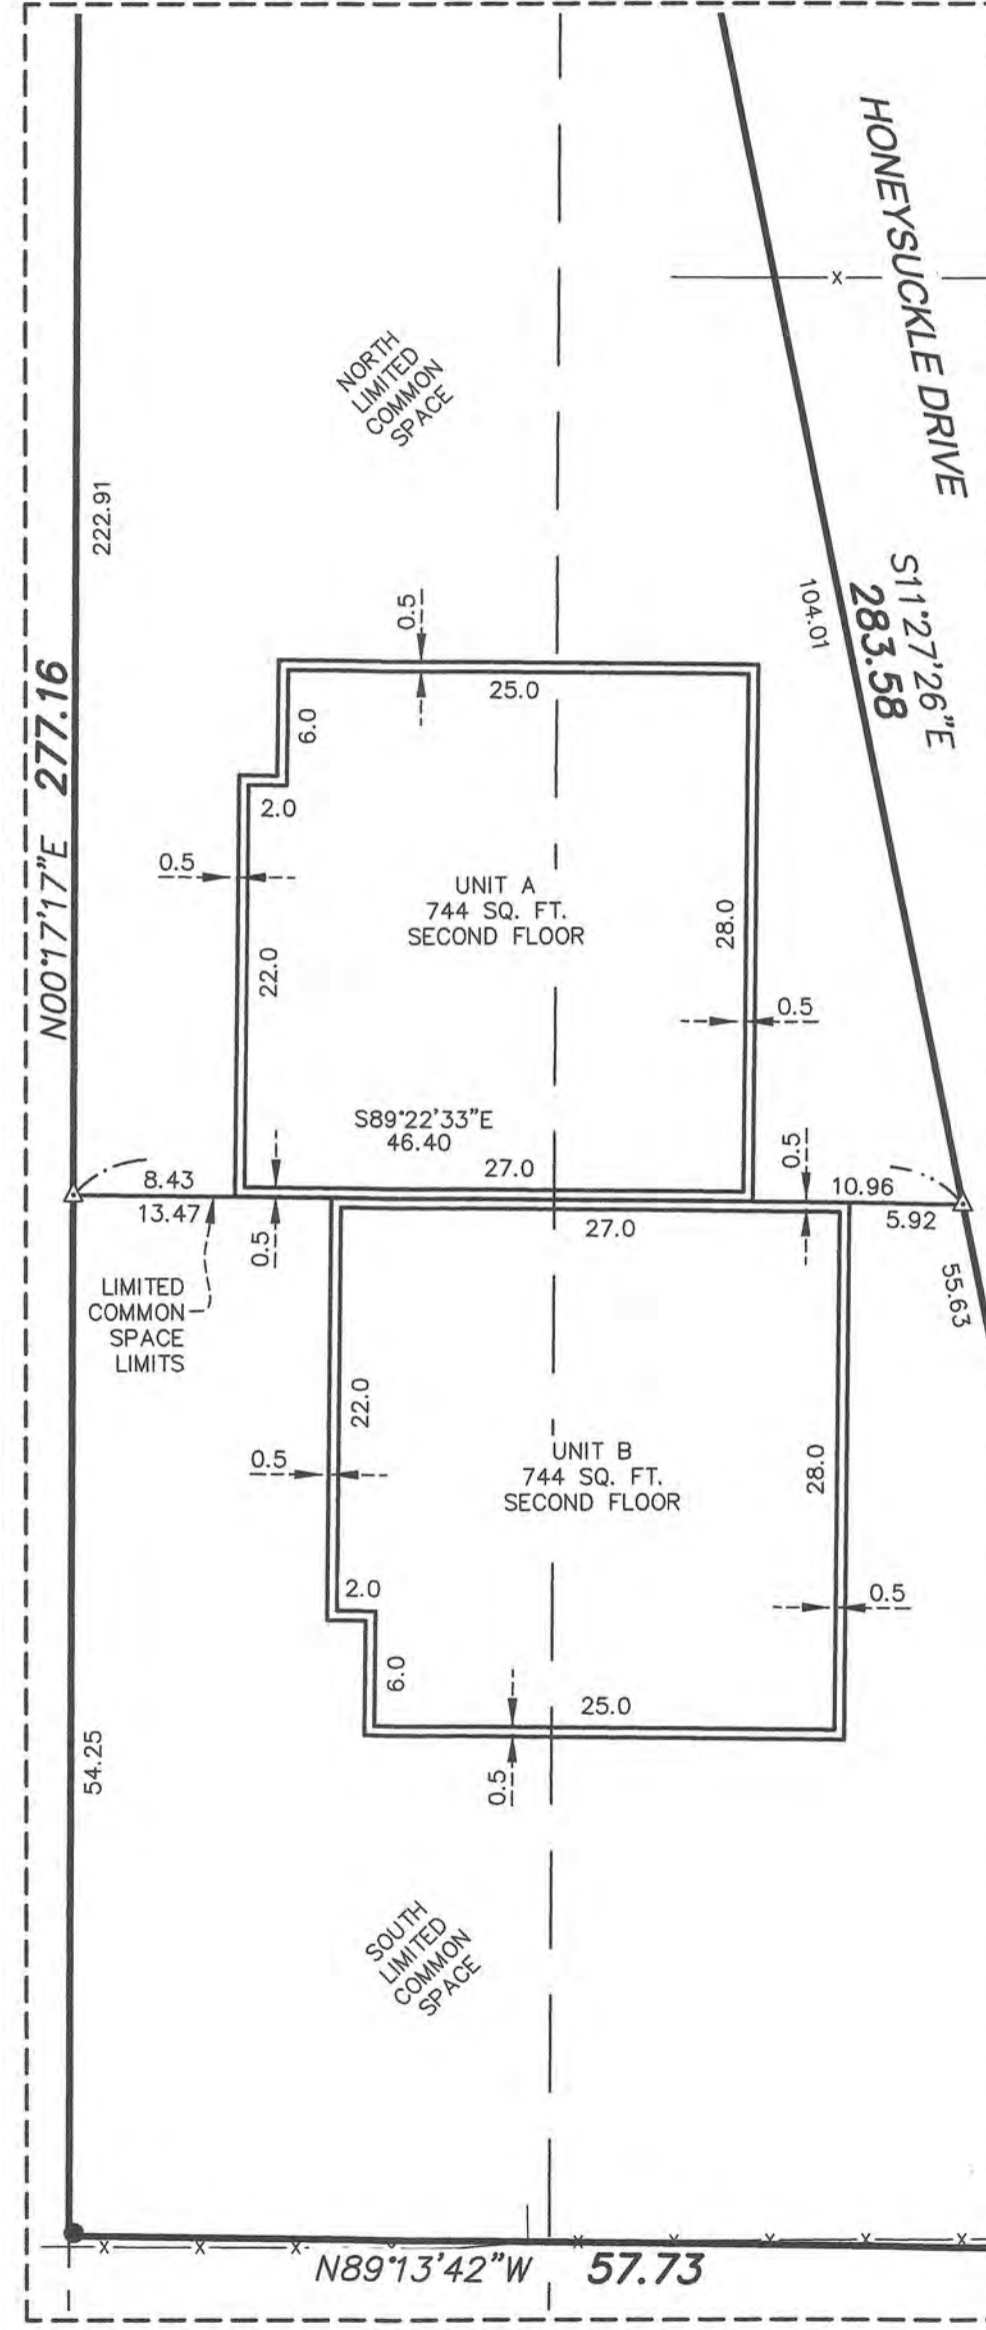 HONEYSUCKLE DRIVE
NORTH
LIMITED
COMMON
SPACE
222.91
S11°27'26"E
283.58
104.01
0.5
25.0
6.0
N00°17'17"E 277.16
2.0
0.5
UNIT A
744 SQ. FT.
SECOND FLOOR
28.0
22.0
0.5
S89°22'33"E
46.40
27.0
0.5
8.43
10.96
13.47
0.5
27.0
5.92
55.63
LIMITED
COMMON
SPACE
LIMITS
22.0
0.5
UNIT B
744 SQ. FT.
SECOND FLOOR
28.0
2.0
0.5
6.0
25.0
54.25
0.5
SOUTH
LIMITED
COMMON
SPACE
N89°13'42"W 57.73